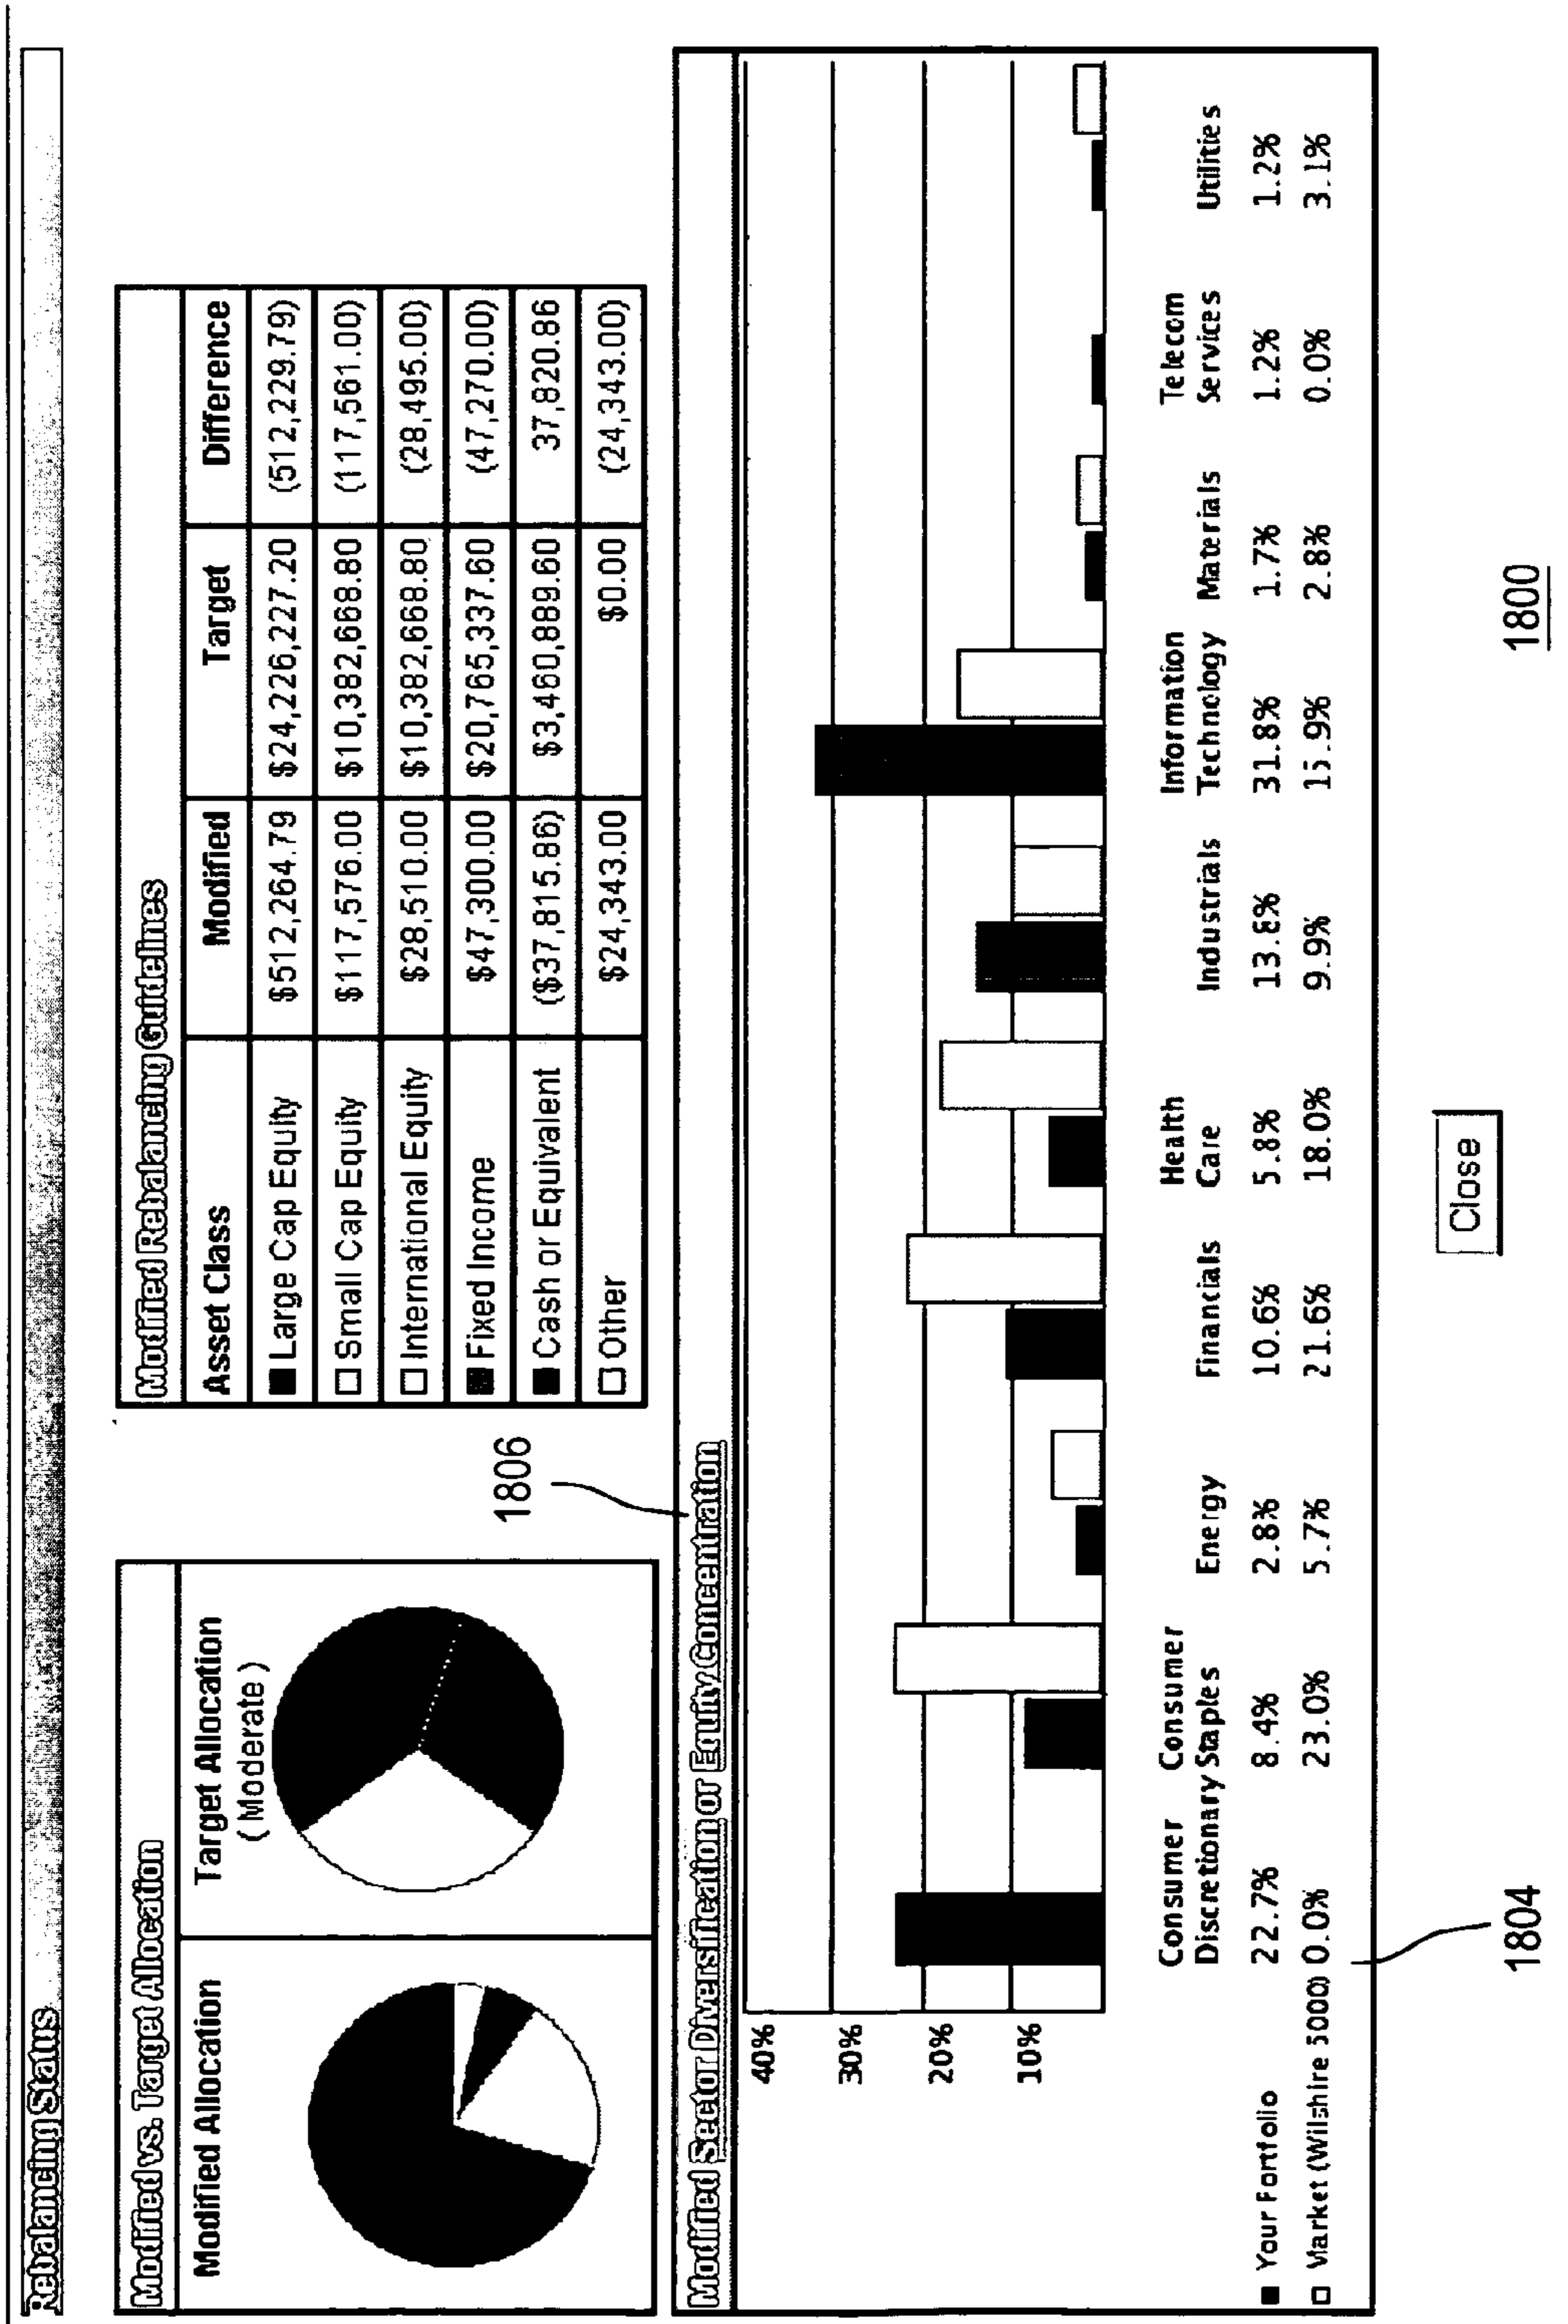 Rebalancing Status
Modified vs. Target Allocation
Modified Allocation
Target Allocation
(Moderate)
Modified Rebalancing Guidelines
Asset Class Modified Target Difference
Large Cap Equity $512,264.79 $24,226,227.20 (512,229.79)
Small Cap Equity $117,576.00 $10,382,668.80 (117,561.00)
International Equity $28,510.00 $10,382,668.80 (28,495.00)
Fixed Income $47,300.00 $20,765,337.60 (47,270.00)
Cash or Equivalent ($37,815.86) $3,460,889.60 37,820.86
Other $24,343.00 $0.00 (24,343.00)
1806
Modified Sector Diversification or Equity Concentration
40%
30%
20%
10%
Consumer Consumer Health Information Telecom
Discretionary Staples Energy Financials Care Industrials Technology Materials Services Utilities
Your Fortfolio 22.7% 8.4% 2.8% 10.6% 5.8% 13.8% 31.8% 1.7% 1.2% 1.2%
Market (Wilshire 5000) 0.0% 23.0% 5.7% 21.6% 18.0% 9.9% 15.9% 2.8% 0.0% 3.1%
1804
Close
1800